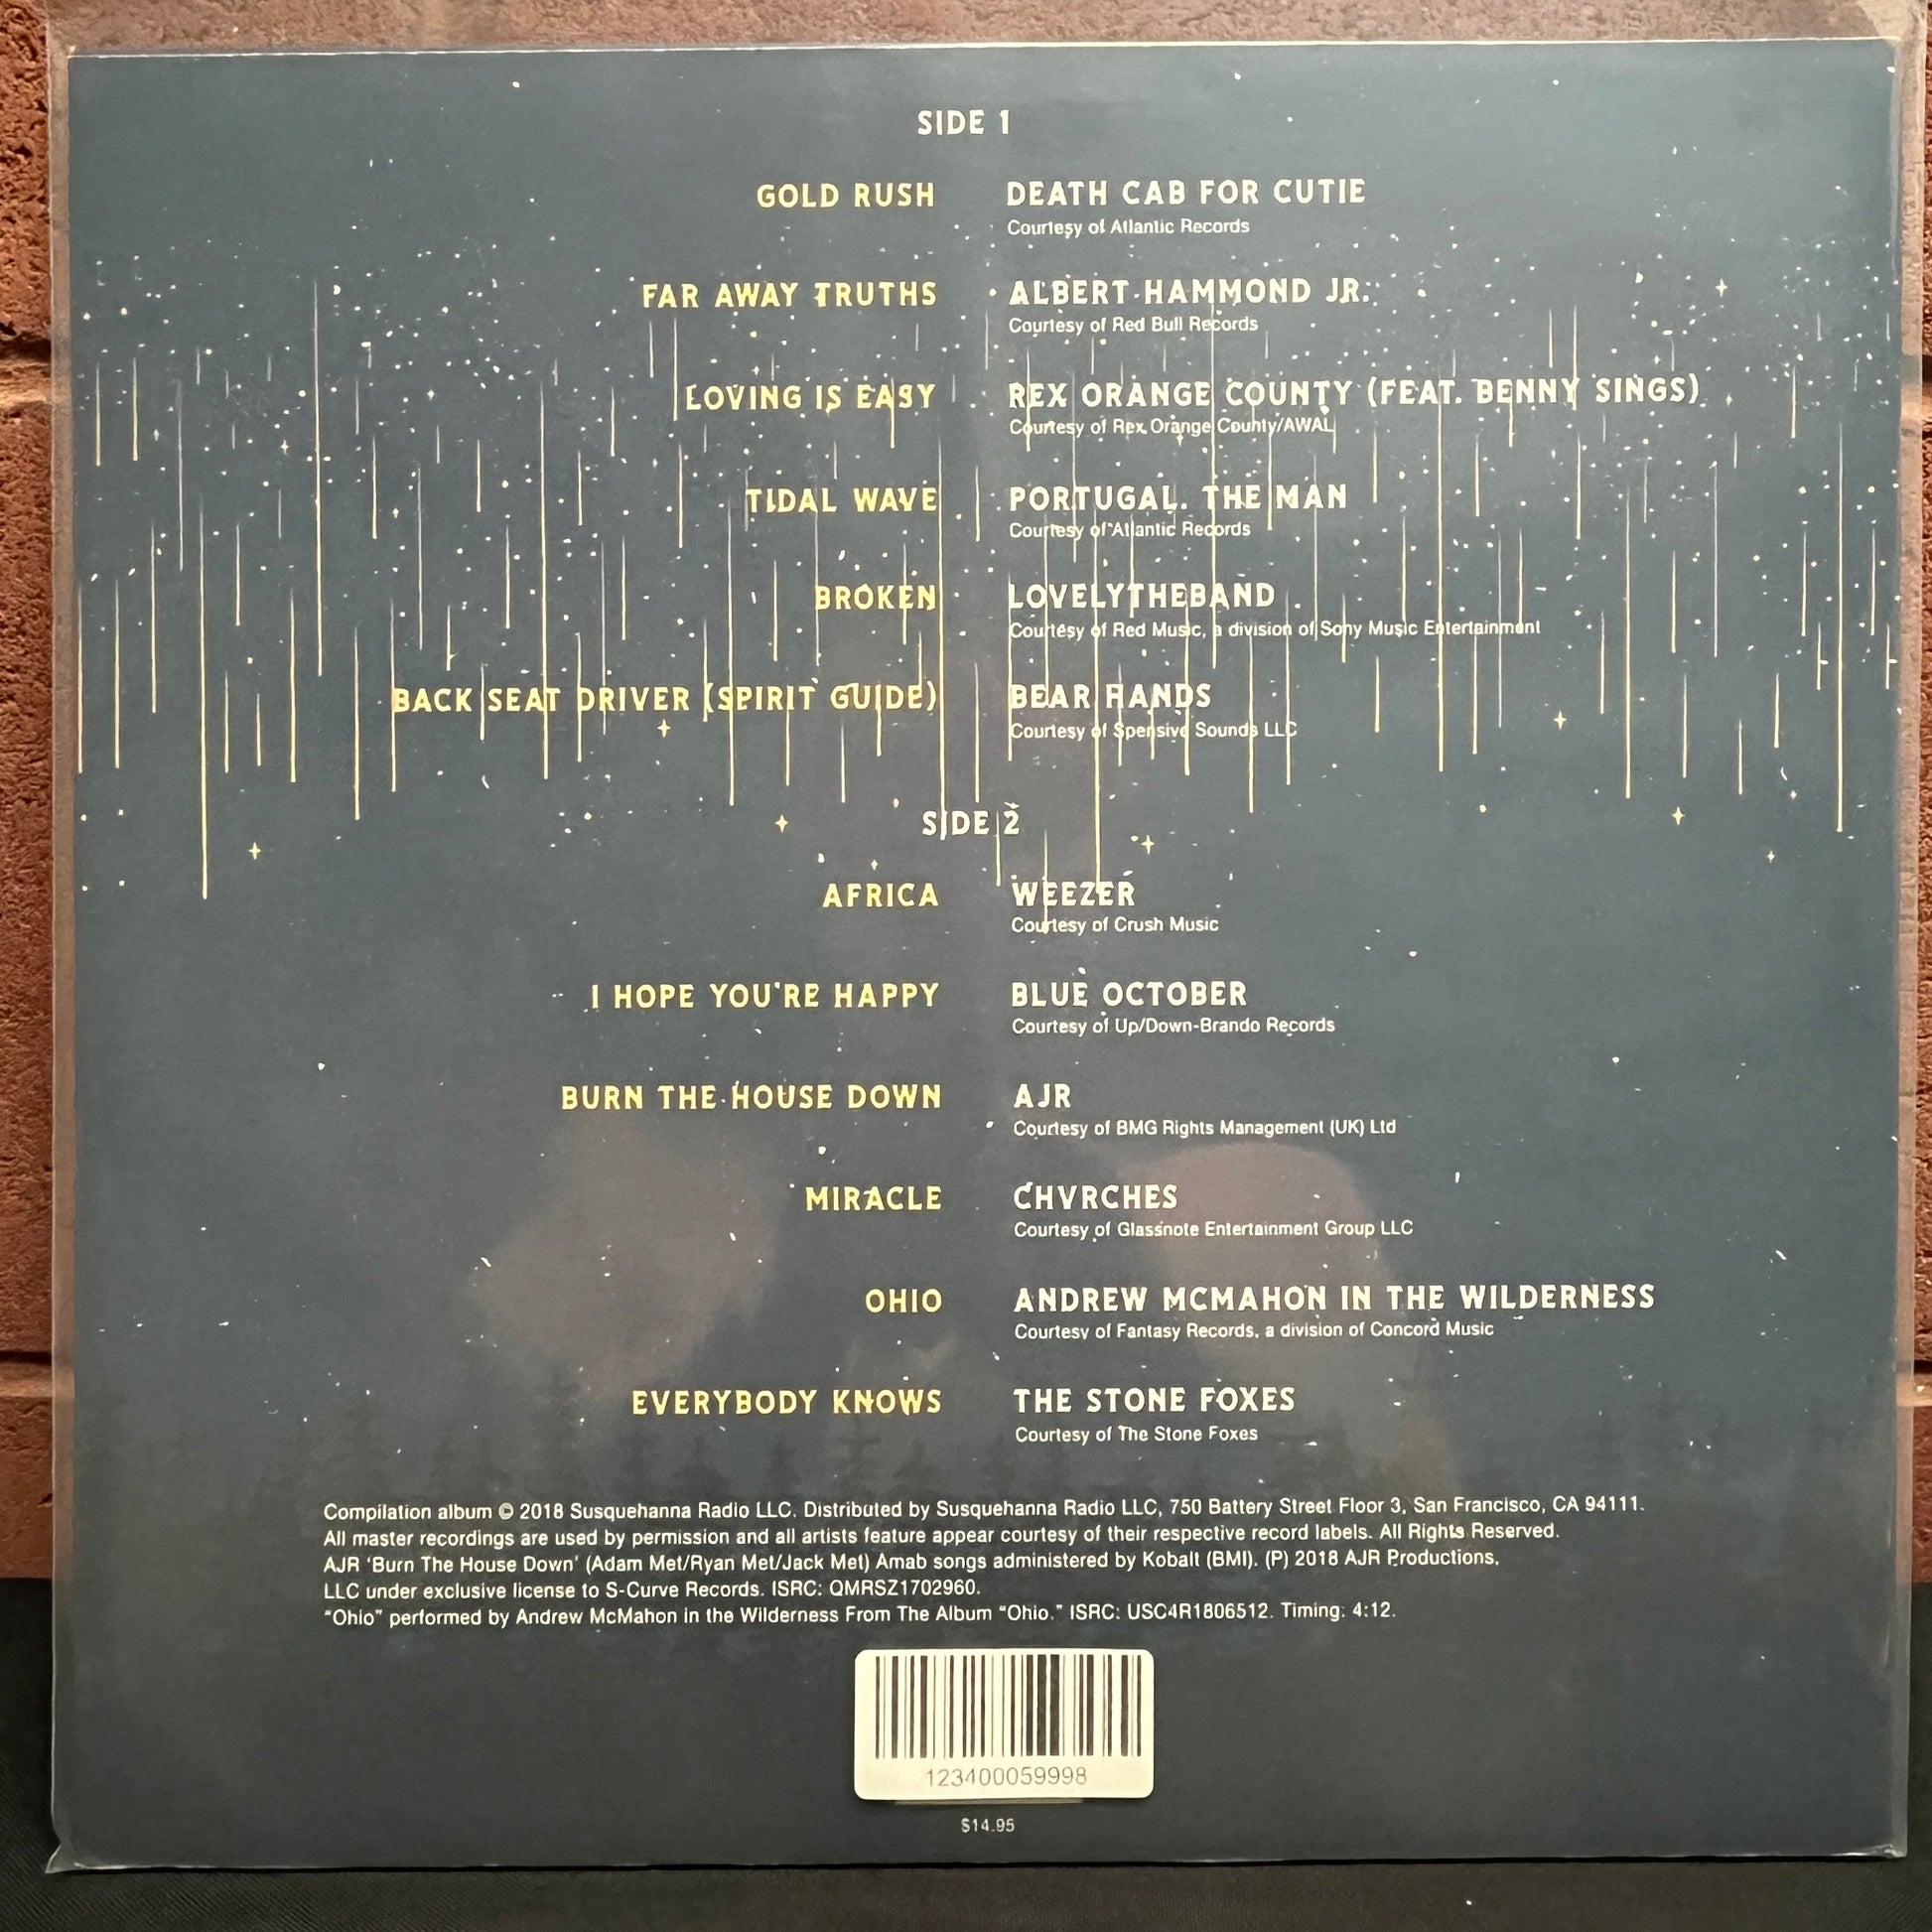 SIDE 1
GOLD RUSH DEATH CAB FOR CUTIE
Courtesy of Atlantic Records
FAR AWAY TRUTHS ALBERT HAMMOND JR.
Courtesy of Red Bull Records
LOVING IS EASY REX ORANGE COUNTY (FEAT. BENNY SINGS)
Courtesy of Rex Orange County/AWAL
TIDAL WAVE PORTUGAL. THE MAN
Courtesy of Atlantic Records
BROKEN LOVELYTHEBAND
Courtesy of Red Music, a division of Sony Music Entertainment
BACK SEAT DRIVER (SPIRIT GUIDE) BEAR HANDS
Courtesy of Spensive Sounds LLC
SIDE 2
AFRICA WEEZER
Courtesy of Crush Music
I HOPE YOU'RE HAPPY BLUE OCTOBER
Courtesy of Up/Down-Brando Records
BURN THE HOUSE DOWN AJR
Courtesy of BMG Rights Management (UK) Ltd
MIRACLE CHVRCHES
Courtesy of Glassnote Entertainment Group LLC
OHIO ANDREW MCMAHON IN THE WILDERNESS
Courtesy of Fantasy Records, a division of Concord Music
EVERYBODY KNOWS THE STONE FOXES
Courtesy of The Stone Foxes
Compilation album © 2018 Susquehanna Radio LLC. Distributed by Susquehanna Radio LLC, 750 Battery Street Floor 3, San Francisco, CA 94111.
All master recordings are used by permission and all artists feature appear courtesy of their respective record labels. All Rights Reserved.
AJR 'Burn The House Down' (Adam Met/Ryan Met/Jack Met) Amab songs administered by Kobalt (BMI). (P) 2018 AJR Productions,
LLC under exclusive license to S-Curve Records. ISRC: QMRSZ1702960.
"Ohio" performed by Andrew McMahon in the Wilderness From The Album "Ohio." ISRC: USC4R1806512. Timing: 4:12.
123400059998
$14.95